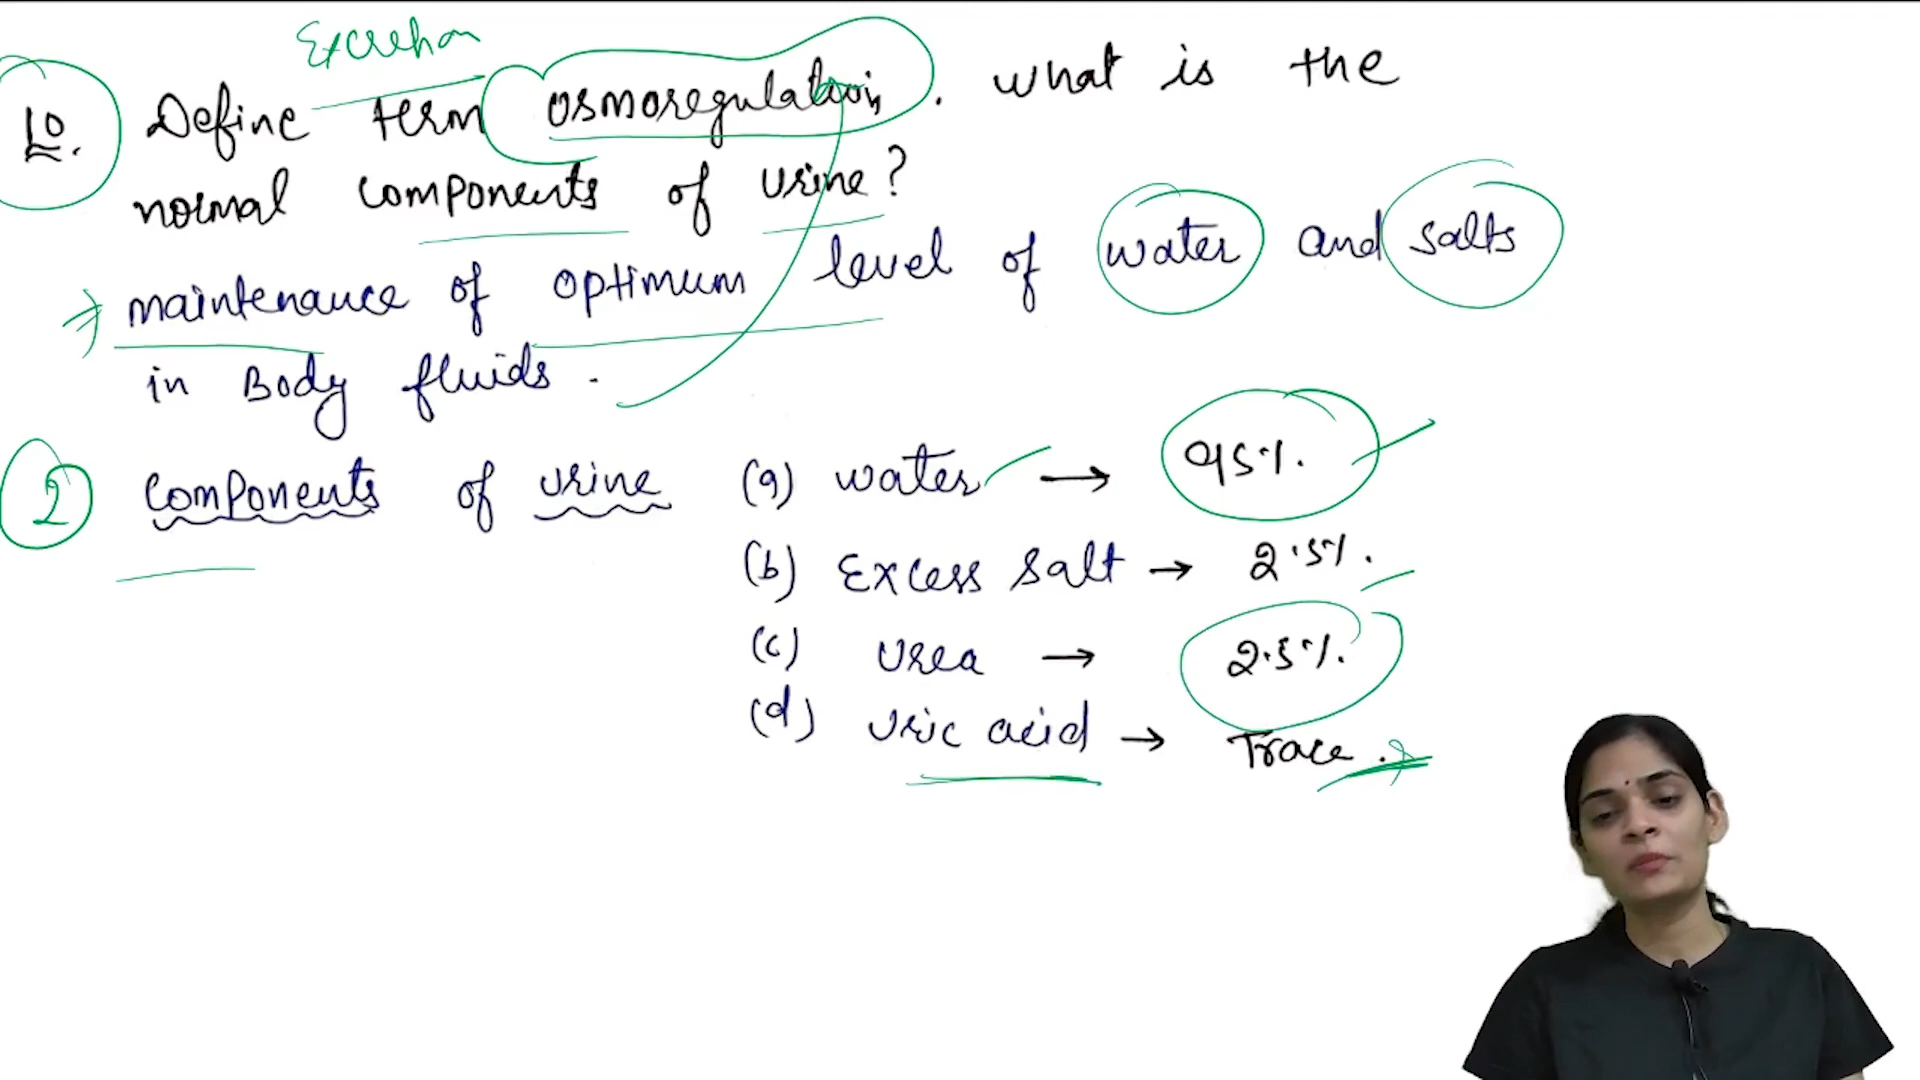 Excretion
10. Define term osmoregulation. what is the
normal components of urine?
⇒ maintenance of optimum level of water and salts
in Body fluids.
2 components of urine (a) water → 95%.
(b) Excess salt → 2.5%.
(c) urea → 2.5%.
(d) uric acid → Trace.